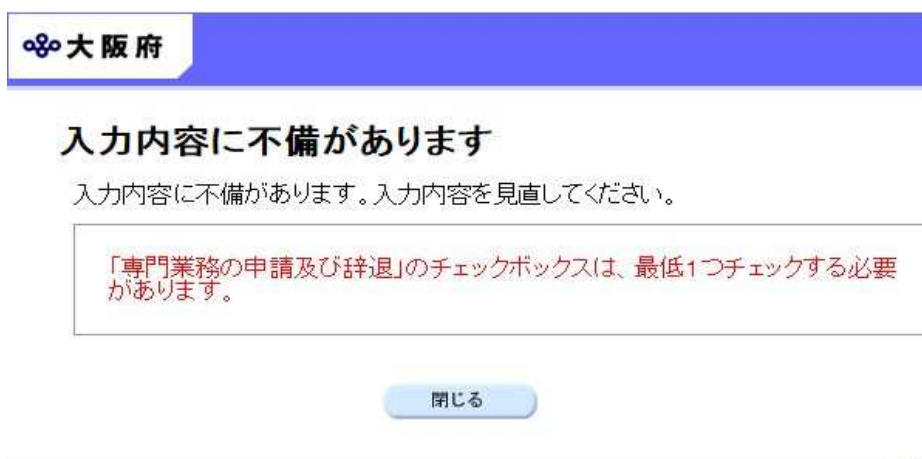 大阪府
入力内容に不備があります
入力内容に不備があります。入力内容を見直してください。
「専門業務の申請及び辞退」のチェックボックスは、最低1つチェックする必要
があります。
閉じる